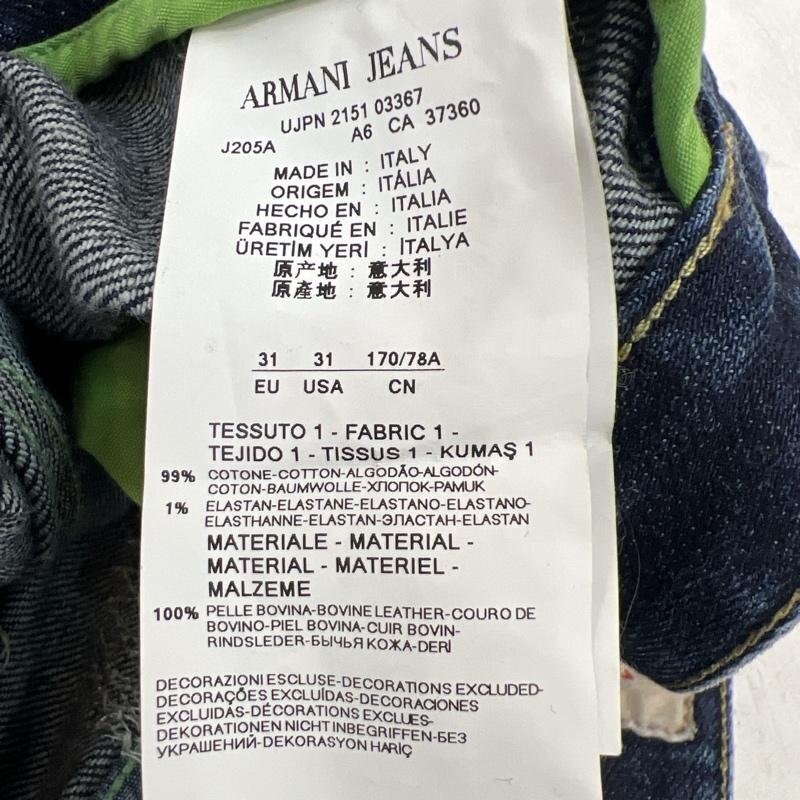 ARMANI JEANS
UJPN 2151 03367
J205A A6 CA 37360
MADE IN : ITALY
ORIGEM : ITÁLIA
HECHO EN : ITALIA
FABRIQUÉ EN : ITALIE
ÜRETİM YERİ : İTALYA
原产地 : 意大利
原產地 : 意大利
31 31 170/78A
EU USA CN
TESSUTO 1 - FABRIC 1 -
TEJIDO 1 - TISSUS 1 - KUMAŞ 1
99% COTONE-COTTON-ALGODÃO-ALGODÓN-
COTON-BAUMWOLLE-ХЛОПОК-PAMUK
1% ELASTAN-ELASTANE-ELASTANO-ELASTANO-
ELASTHANNE-ELASTAN-ЭЛАСТАН-ELASTAN
MATERIALE - MATERIAL -
MATERIAL - MATERIEL -
MALZEME
100% PELLE BOVINA-BOVINE LEATHER-COURO DE
BOVINO-PIEL BOVINA-CUIR BOVIN-
RINDSLEDER-БЫЧЬЯ КОЖА-DERİ
DECORAZIONI ESCLUSE-DECORATIONS EXCLUDED-
DECORAÇÕES EXCLUÍDAS-DECORACIONES
EXCLUIDAS-DÉCORATIONS EXCLUES-
DEKORATIONEN NICHT INBEGRIFFEN-БЕЗ
УКРАШЕНИЙ-DEKORASYON HARİÇ